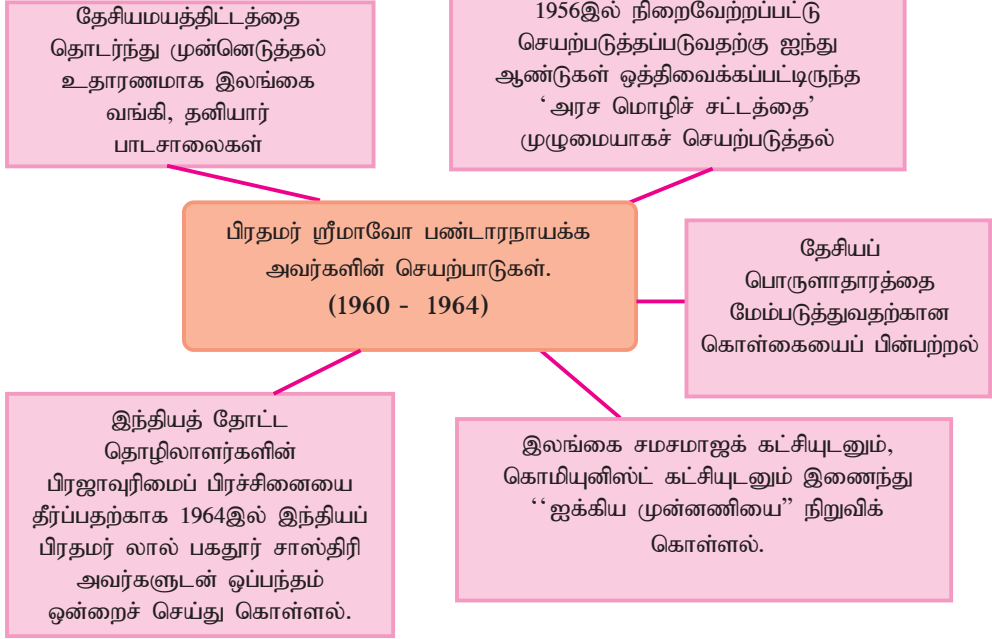 தேசியமயத்திட்டத்தை
தொடர்ந்து முன்னெடுத்தல்
உதாரணமாக இலங்கை
வங்கி, தனியார்
பாடசாலைகள்
1956இல் நிறைவேற்றப்பட்டு
செயற்படுத்தப்படுவதற்கு ஐந்து
ஆண்டுகள் ஒத்திவைக்கப்பட்டிருந்த
‘அரச மொழிச் சட்டத்தை’
முழுமையாகச் செயற்படுத்தல்
பிரதமர் ஸ்ரீமாவோ பண்டாரநாயக்க
அவர்களின் செயற்பாடுகள்.
(1960 - 1964)
தேசியப்
பொருளாதாரத்தை
மேம்படுத்துவதற்கான
கொள்கையைப் பின்பற்றல்
இந்தியத் தோட்ட
தொழிலாளர்களின்
பிரஜாவுரிமைப் பிரச்சினையை
தீர்ப்பதற்காக 1964இல் இந்தியப்
பிரதமர் லால் பகதூர் சாஸ்திரி
அவர்களுடன் ஒப்பந்தம்
ஒன்றைச் செய்து கொள்ளல்.
இலங்கை சமசமாஜக் கட்சியுடனும்,
கொமியுனிஸ்ட் கட்சியுடனும் இணைந்து
‘‘ஐக்கிய முன்னணியை” நிறுவிக்
கொள்ளல்.